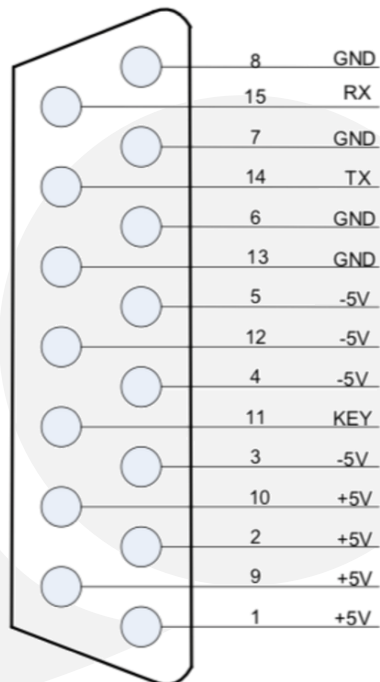 8 GND
15 RX
7 GND
14 TX
6 GND
13 GND
5 -5V
12 -5V
4 -5V
11 KEY
3 -5V
10 +5V
2 +5V
9 +5V
1 +5V